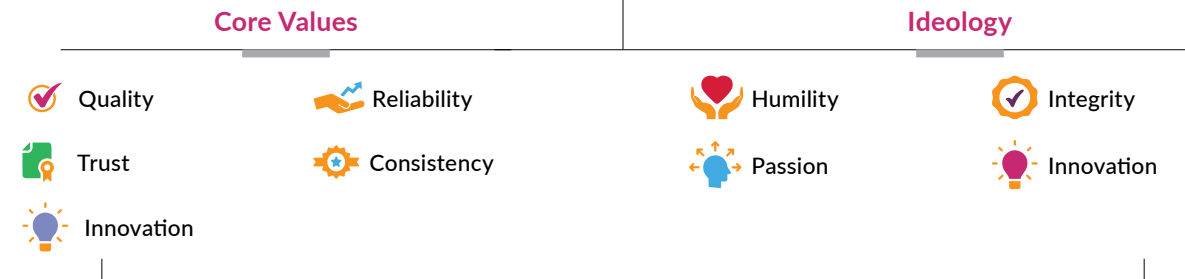 Core Values
Quality
Reliability
Trust
Consistency
Innovation
Ideology
Humility
Integrity
Passion
Innovation